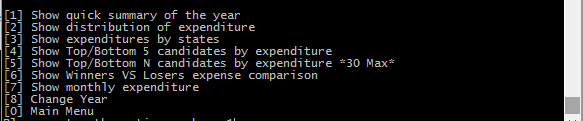 [1] Show quick summary of the year
[2] Show distribution of expenditure
[3] Show expenditures by states
[4] Show Top/Bottom 5 candidates by expenditure
[5] Show Top/Bottom N candidates by expenditure *30 Max*
[6] Show Winners VS Losers expense comparison
[7] Show monthly expenditure
[8] Change Year
[0] Main Menu